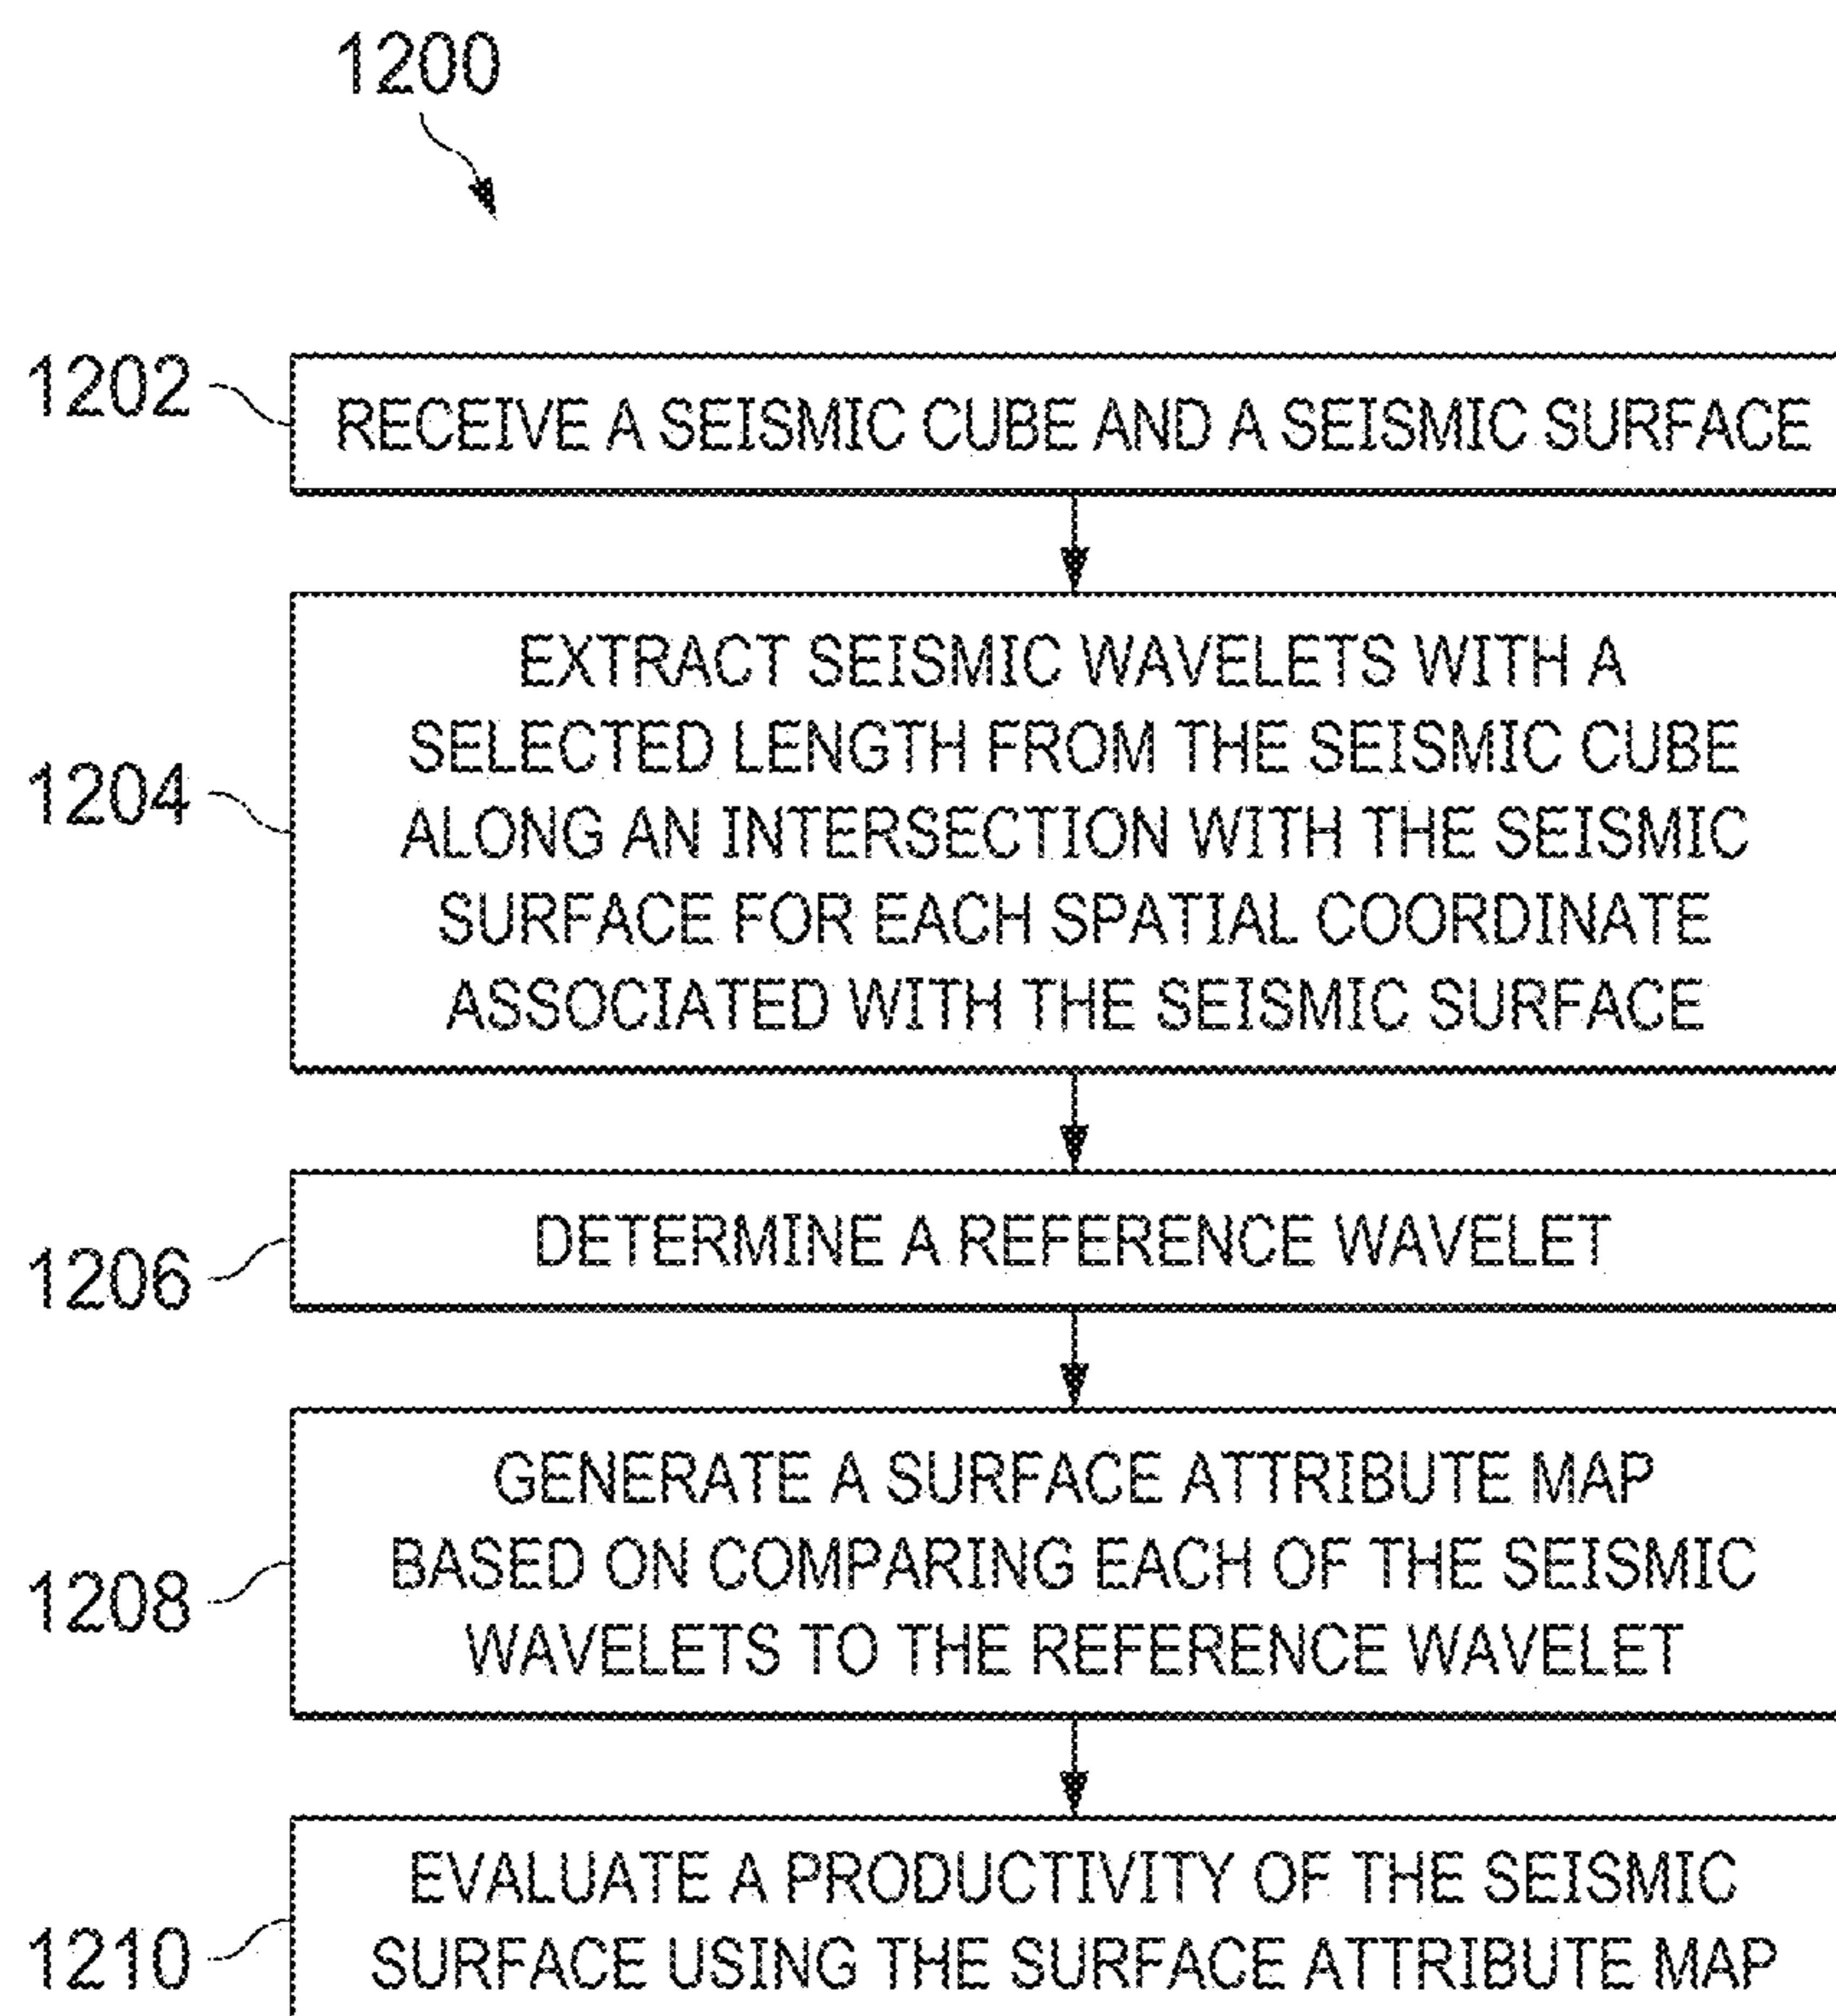 1200
1202
RECEIVE A SEISMIC CUBE AND A SEISMIC SURFACE
1204
EXTRACT SEISMIC WAVELETS WITH A
SELECTED LENGTH FROM THE SEISMIC CUBE
ALONG AN INTERSECTION WITH THE SEISMIC
SURFACE FOR EACH SPATIAL COORDINATE
ASSOCIATED WITH THE SEISMIC SURFACE
1206
DETERMINE A REFERENCE WAVELET
1208
GENERATE A SURFACE ATTRIBUTE MAP
BASED ON COMPARING EACH OF THE SEISMIC
WAVELETS TO THE REFERENCE WAVELET
1210
EVALUATE A PRODUCTIVITY OF THE SEISMIC
SURFACE USING THE SURFACE ATTRIBUTE MAP